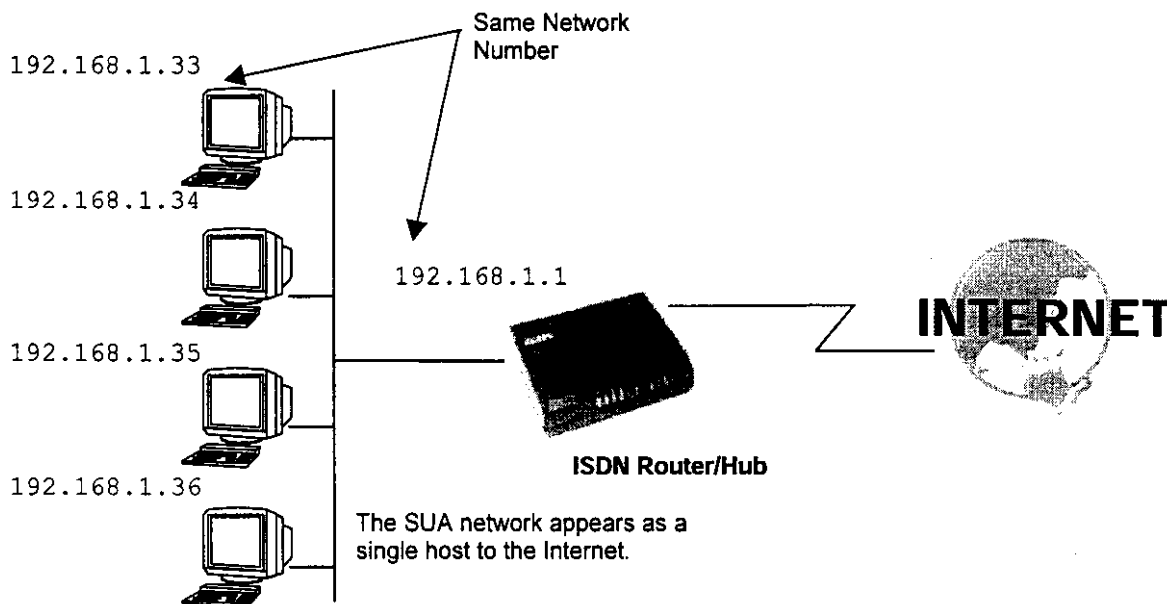 Same Network
Number
192.168.1.33
192.168.1.34
192.168.1.1
INTERNET
192.168.1.35
ISDN Router/Hub
192.168.1.36
The SUA network appears as a
single host to the Internet.